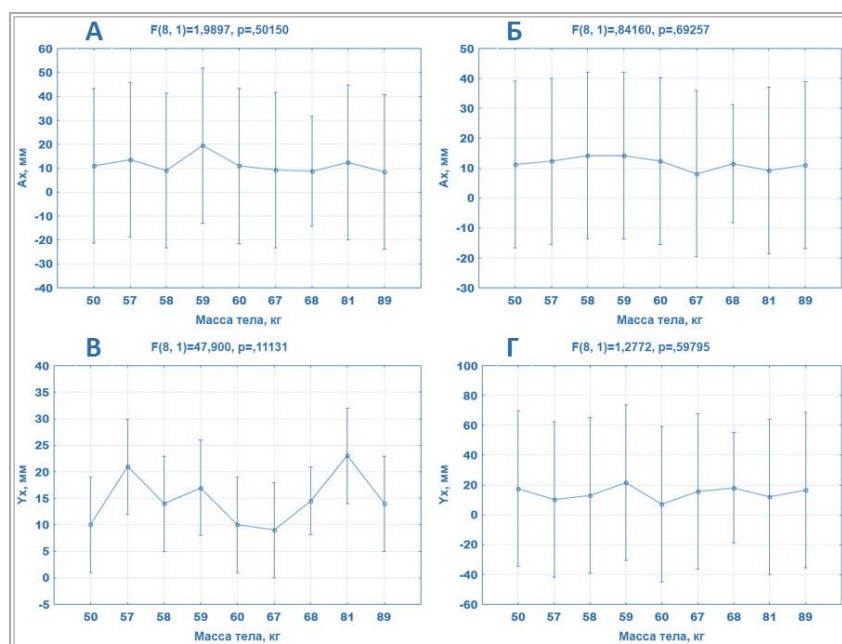 А
F(8, 1)=1,9897, p=,50150
60
50
40
30
20
10
0
-10
-20
-30
-40
Ax, мм
50 57 58 59 60 67 68 81 89
Масса тела, кг
Б
F(8, 1)=,84160, p=,69257
50
40
30
20
10
0
-10
-20
-30
Ax, мм
50 57 58 59 60 67 68 81 89
Масса тела, кг
В
F(8, 1)=47,900, p=,11131
40
35
30
25
20
15
10
5
0
-5
Yx, мм
50 57 58 59 60 67 68 81 89
Масса тела, кг
Г
F(8, 1)=1,2772, p=,59795
100
80
60
40
20
0
-20
-40
-60
Yx, мм
50 57 58 59 60 67 68 81 89
Масса тела, кг